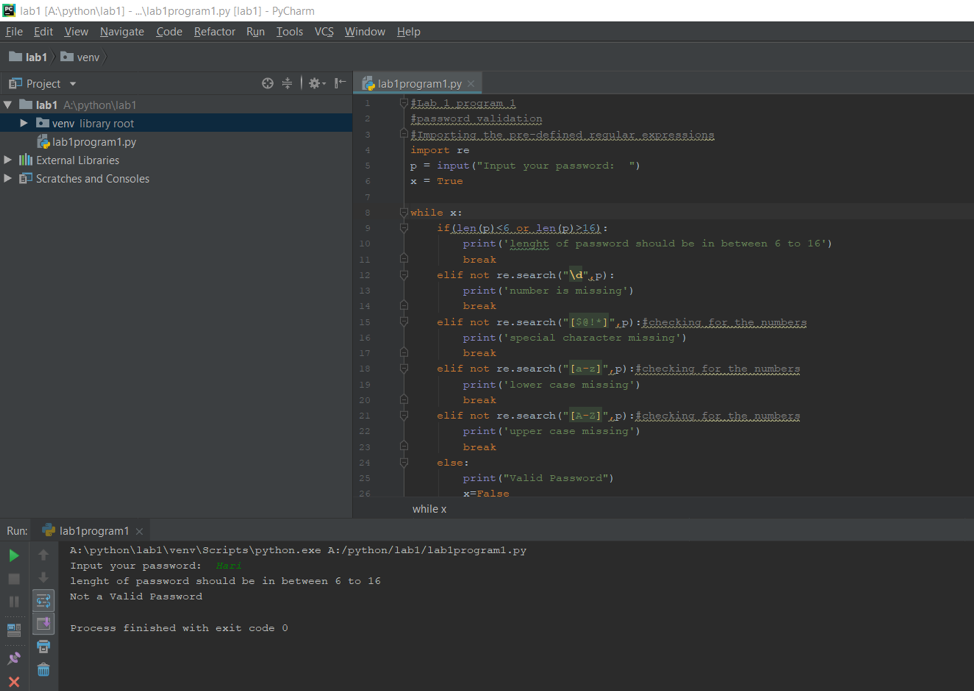 lab1 [A:\python\lab1] - ...\lab1program1.py [lab1] - PyCharm
File Edit View Navigate Code Refactor Run Tools VCS Window Help
lab1 venv
Project
lab1program1.py
lab1 A:\python\lab1
venv library root
lab1program1.py
External Libraries
Scratches and Consoles
1 #Lab 1 program 1
2 #password validation
3 #Importing the pre-defined regular expressions
4 import re
5 p = input("Input your password:  ")
6 x = True
7
8 while x:
9 if(len(p)<6 or len(p)>16):
10 print('lenght of password should be in between 6 to 16')
11 break
12 elif not re.search("\d",p):
13 print('number is missing')
14 break
15 elif not re.search("[$@!*]",p):#checking for the numbers
16 print('special character missing')
17 break
18 elif not re.search("[a-z]",p):#checking for the numbers
19 print('lower case missing')
20 break
21 elif not re.search("[A-Z]",p):#checking for the numbers
22 print('upper case missing')
23 break
24 else:
25 print("Valid Password")
26 x=False
while x
Run: lab1program1
A:\python\lab1\venv\Scripts\python.exe A:/python/lab1/lab1program1.py
Input your password:  Hari
lenght of password should be in between 6 to 16
Not a Valid Password
Process finished with exit code 0